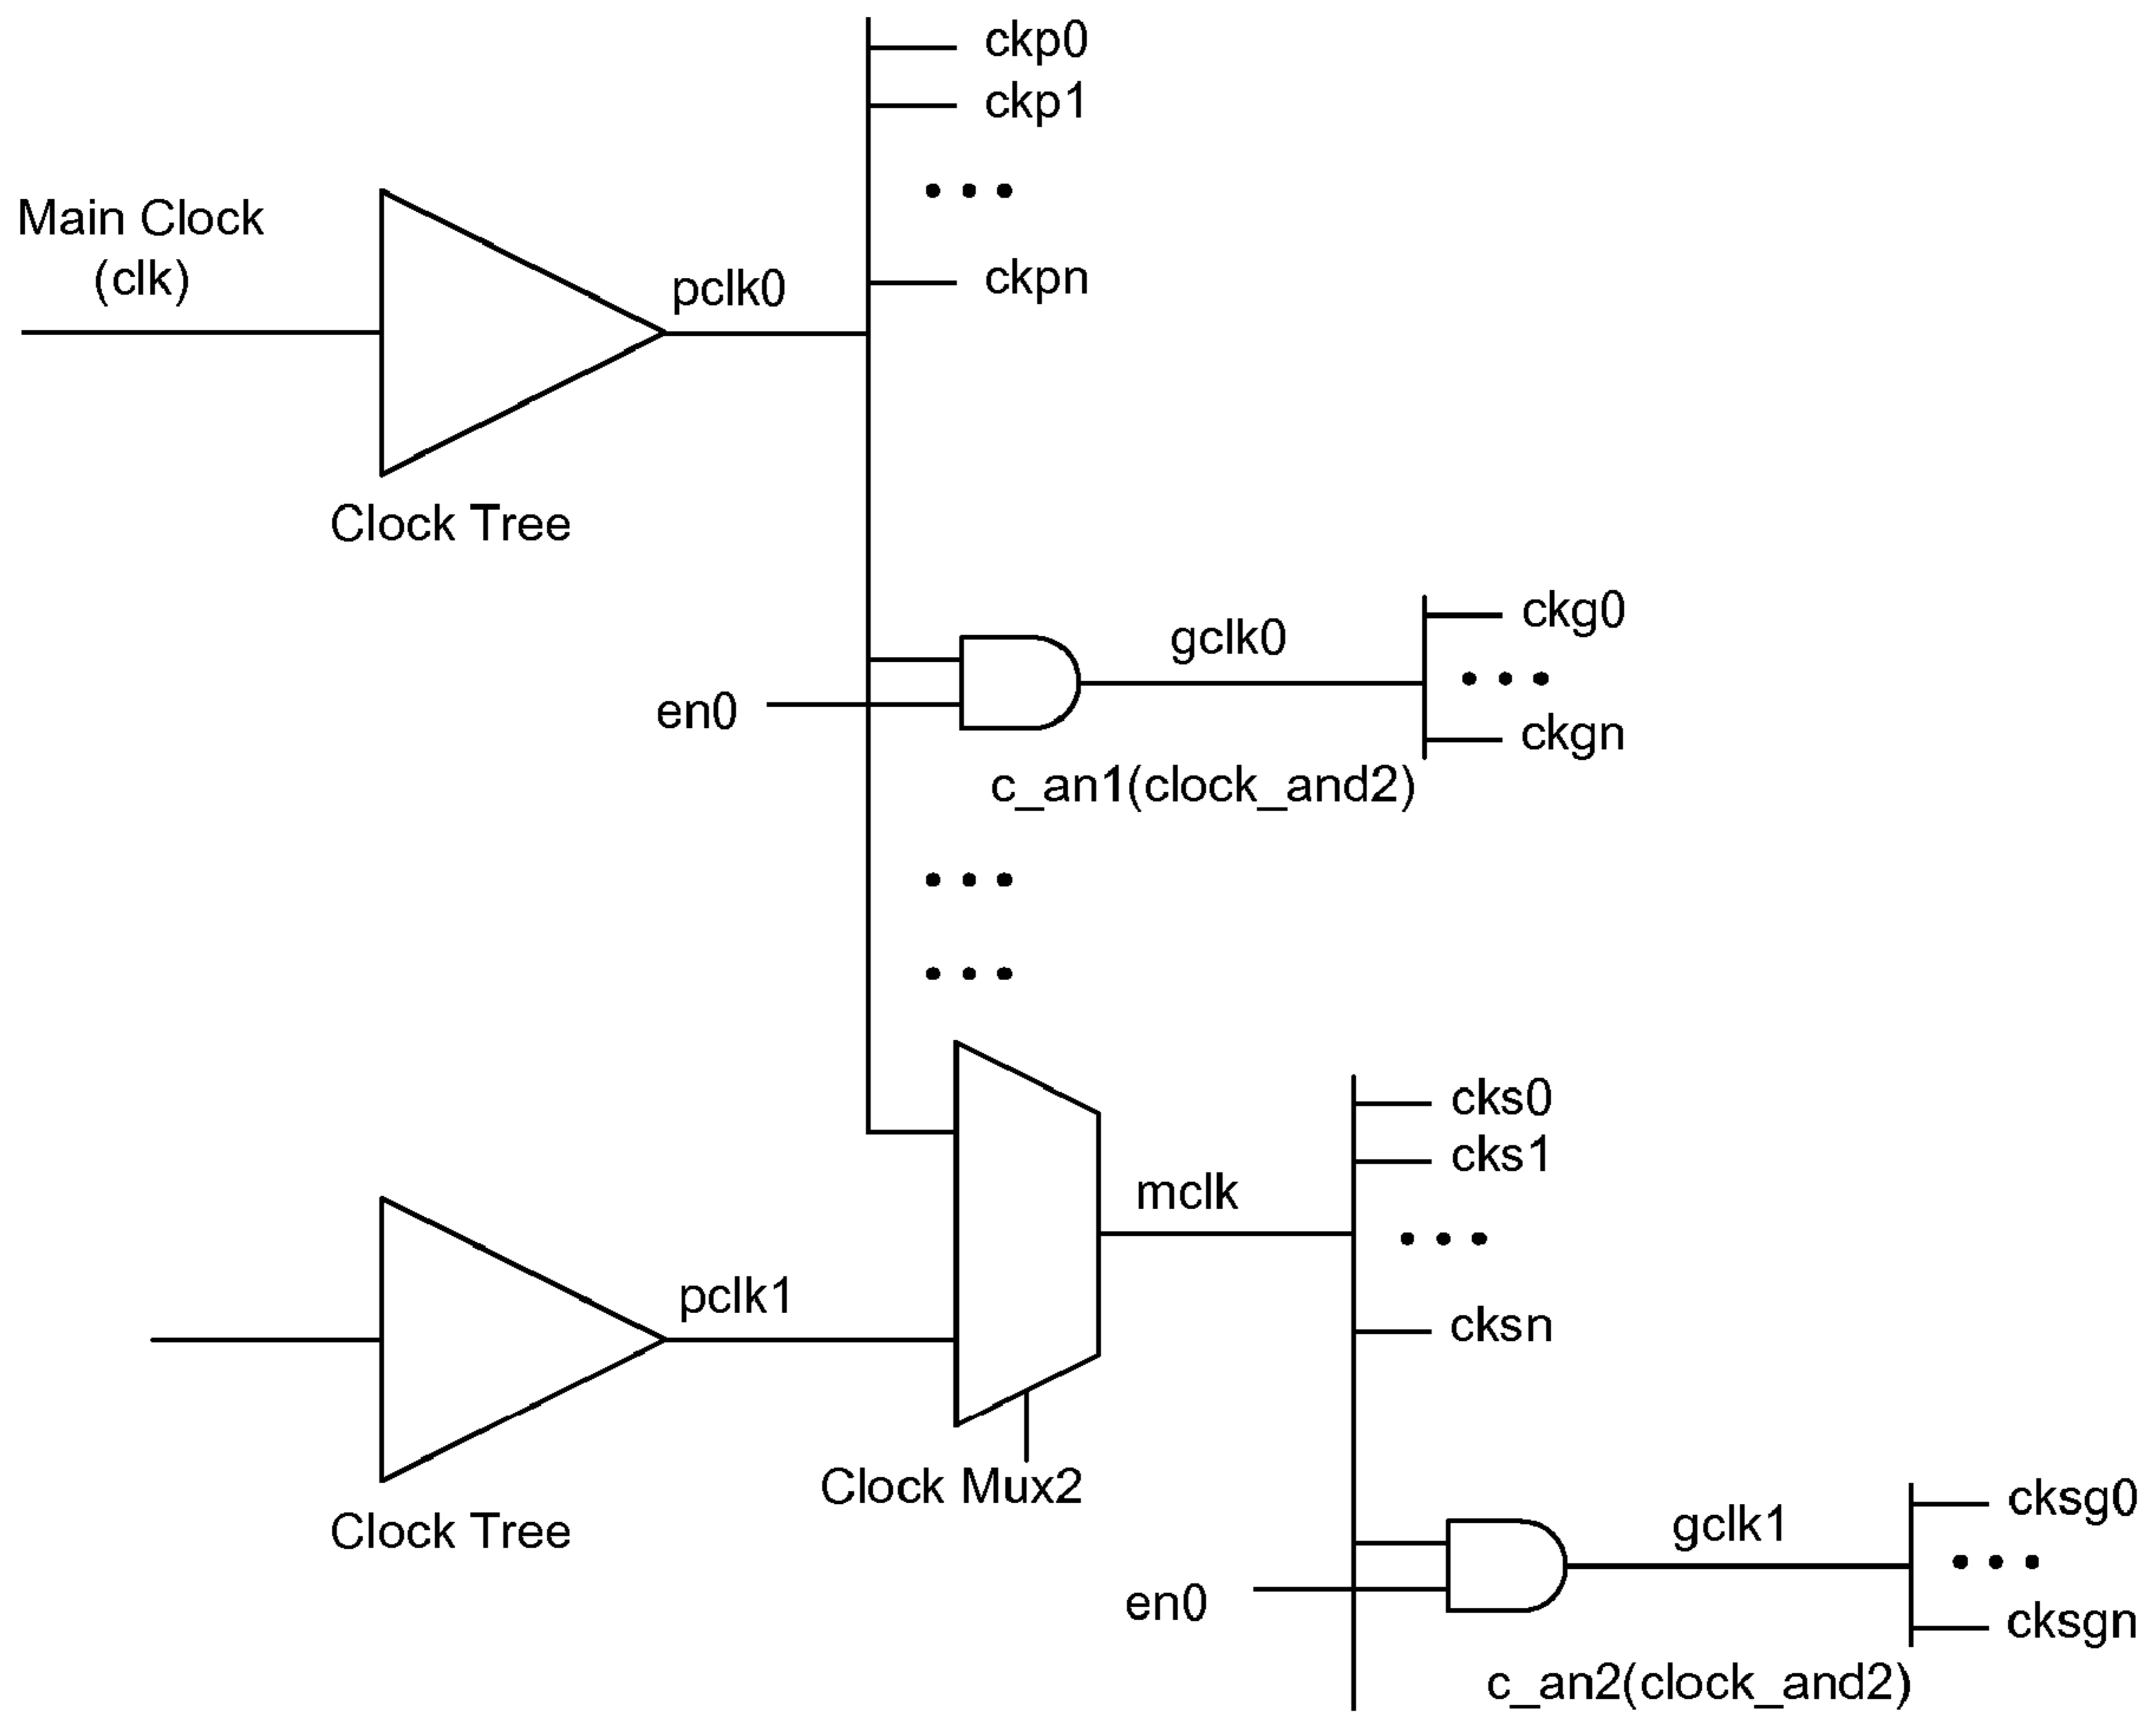 ckp0
ckp1
Main Clock
(clk)
pclk0
ckpn
Clock Tree
ckg0
gclk0
en0
ckgn
c_an1(clock_and2)
cks0
cks1
mclk
pclk1
cksn
Clock Mux2
Clock Tree
cksg0
gclk1
en0
cksgn
c_an2(clock_and2)